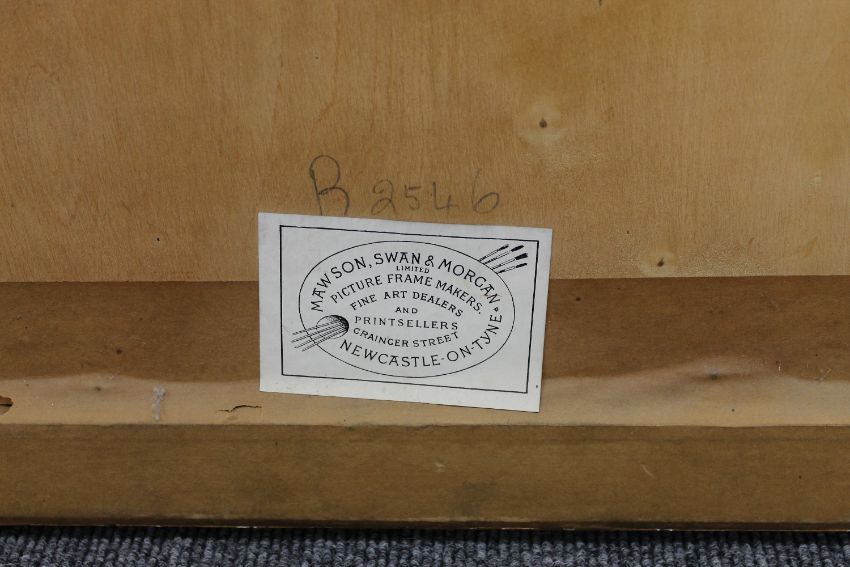 R 2546
MAWSON, SWAN & MORGAN
LIMITED
PICTURE FRAME MAKERS,
FINE ART DEALERS
AND
PRINTSELLERS
GRAINGER STREET
NEWCASTLE-ON-TYNE